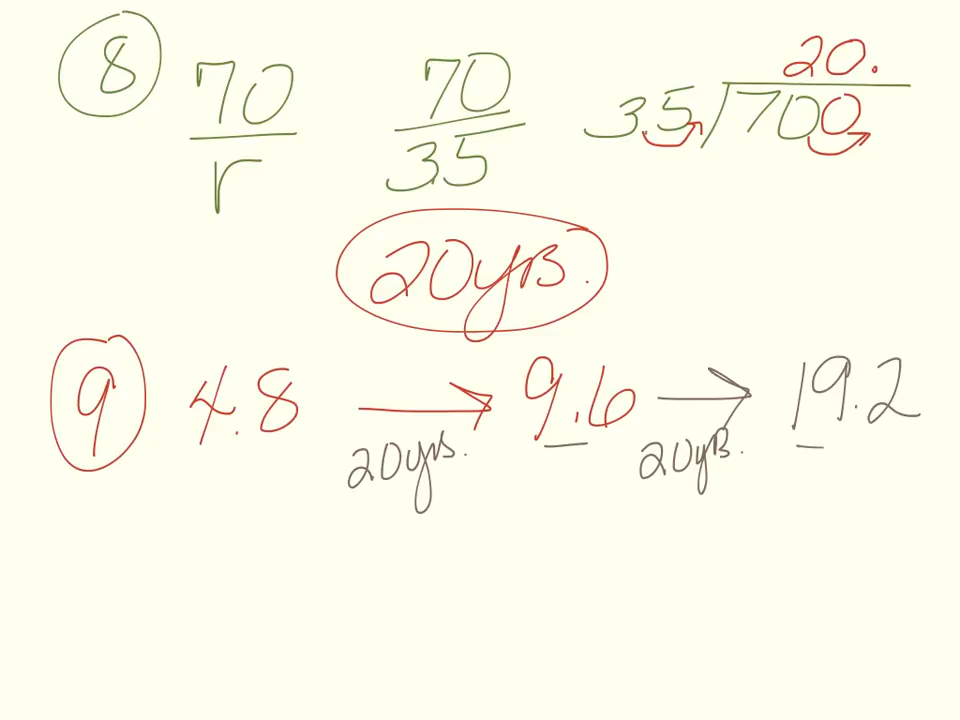 8 70/r 70/35 20. 35)700
20yrs.
9 4.8 → 9.6 → 19.2
20yrs. 20yrs.